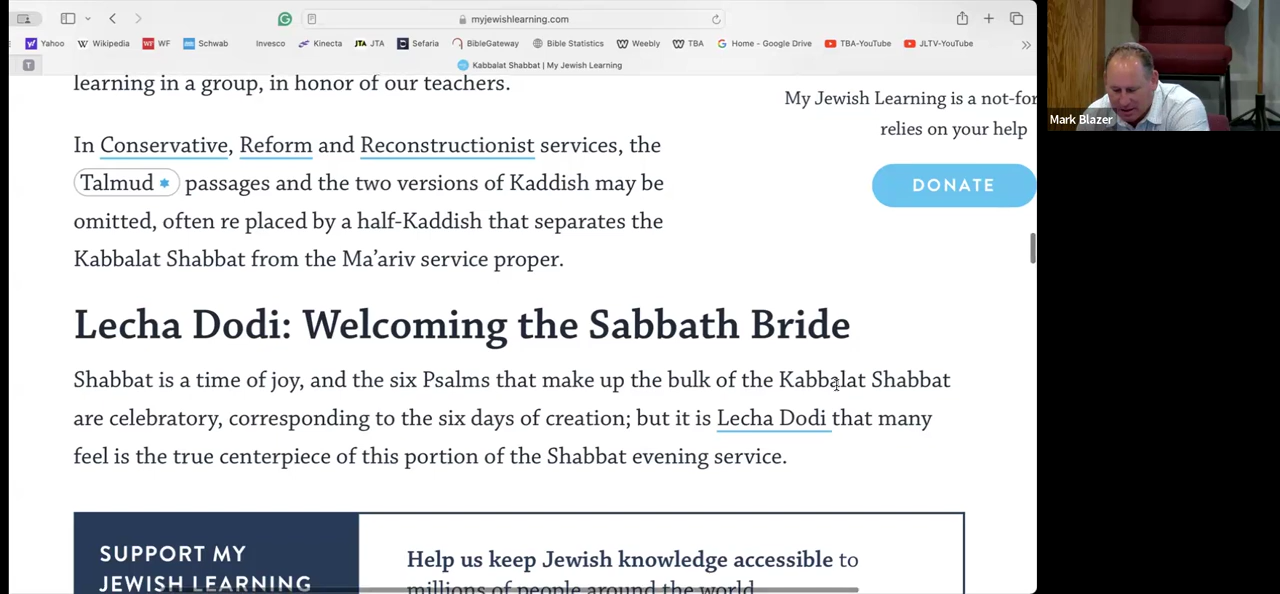 myjewishlearning.com
Yahoo Wikipedia WF Schwab Invesco Kinecta JTA Sefaria BibleGateway Bible Statistics Weebly TBA Home - Google Drive TBA-YouTube JLTV-YouTube
T Kabbalat Shabbat | My Jewish Learning
learning in a group, in honor of our teachers.
My Jewish Learning is a not-for
relies on your help
Mark Blazer
In Conservative, Reform and Reconstructionist services, the
Talmud passages and the two versions of Kaddish may be
DONATE
omitted, often re placed by a half-Kaddish that separates the
Kabbalat Shabbat from the Ma’ariv service proper.
Lecha Dodi: Welcoming the Sabbath Bride
Shabbat is a time of joy, and the six Psalms that make up the bulk of the Kabbalat Shabbat
are celebratory, corresponding to the six days of creation; but it is Lecha Dodi that many
feel is the true centerpiece of this portion of the Shabbat evening service.
SUPPORT MY
JEWISH LEARNING
Help us keep Jewish knowledge accessible to
millions of people around the world